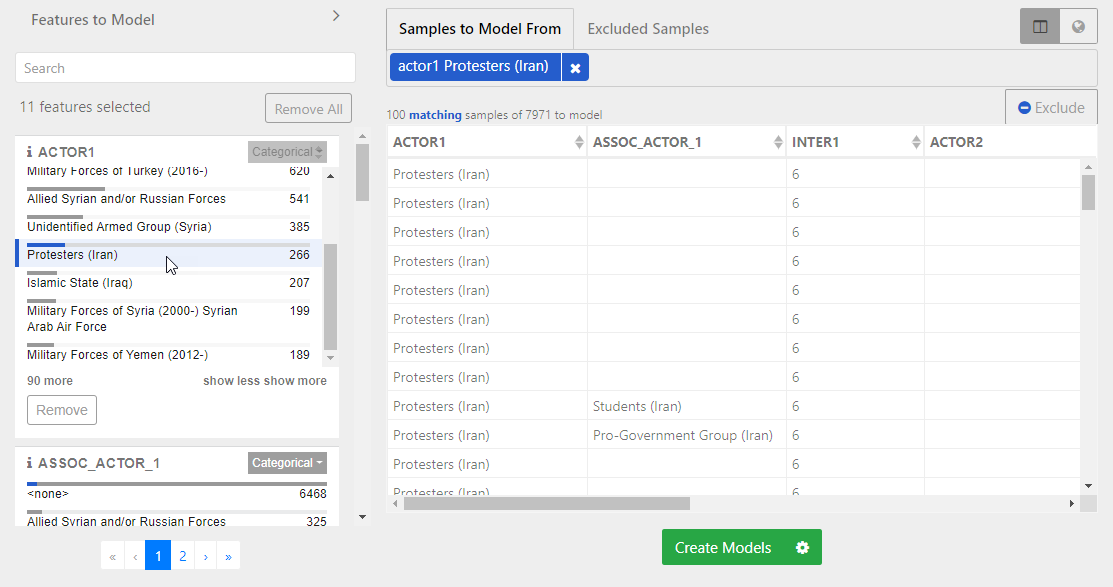 Features to Model
Search
11 features selected
Remove All
ACTOR1
Categorical
Military Forces of Turkey (2016-) 620
Allied Syrian and/or Russian Forces 541
Unidentified Armed Group (Syria) 385
Protesters (Iran) 266
Islamic State (Iraq) 207
Military Forces of Syria (2000-) Syrian 199
Arab Air Force
Military Forces of Yemen (2012-) 189
90 more show less show more
Remove
ASSOC_ACTOR_1
Categorical
<none> 6468
Allied Syrian and/or Russian Forces 325
« ‹ 1 2 › »
Samples to Model From
Excluded Samples
actor1 Protesters (Iran)
100 matching samples of 7971 to model
Exclude
ACTOR1 ASSOC_ACTOR_1 INTER1 ACTOR2
Protesters (Iran) 6
Protesters (Iran) 6
Protesters (Iran) 6
Protesters (Iran) 6
Protesters (Iran) 6
Protesters (Iran) 6
Protesters (Iran) 6
Protesters (Iran) 6
Protesters (Iran) Students (Iran) 6
Protesters (Iran) Pro-Government Group (Iran) 6
Protesters (Iran) 6
Protesters (Iran) 6
Create Models